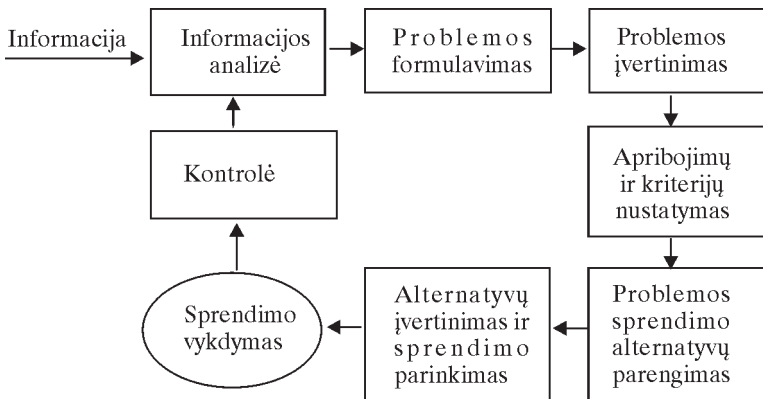 Informacija
Informacijos
analizė
Problemos
formulavimas
Problemos
įvertinimas
Apribojimų
ir kriterijų
nustatymas
Problemos
sprendimo
alternatyvų
parengimas
Alternatyvų
įvertinimas ir
sprendimo
parinkimas
Sprendimo
vykdymas
Kontrolė